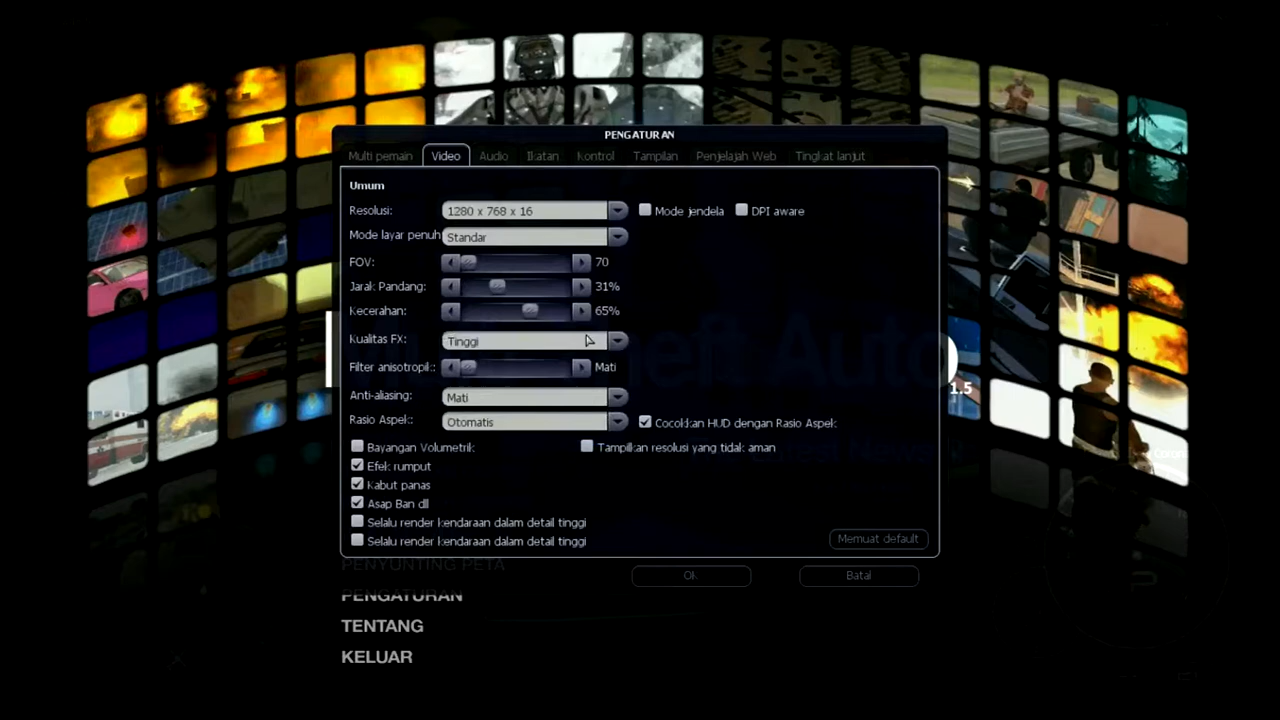 PENGATURAN
Multi pemain Video Audio Ikatan Kontrol Tampilan Penjelajah Web Tingkat lanjut
Umum
Resolusi: 1280 x 768 x 16 Mode jendela DPI aware
Mode layar penuh Standar
FOV: 70
Jarak Pandang: 31%
Kecerahan: 65%
Kualitas FX: Tinggi
Filter anisotropil:: Mati
Anti-aliasing: Mati
1.5
Rasio Aspek: Otomatis Cocokkan HUD dengan Rasio Aspek
Bayangan Volumetrik Tampilkan resolusi yang tidak aman
Efek rumput
Kabut panas
Asap Ban dll
Selalu render kendaraan dalam detail tinggi
Selalu render kendaraan dalam detail tinggi
Memuat default
PENYUNTING PETA
Ok Batal
PENGATURAN
TENTANG
KELUAR